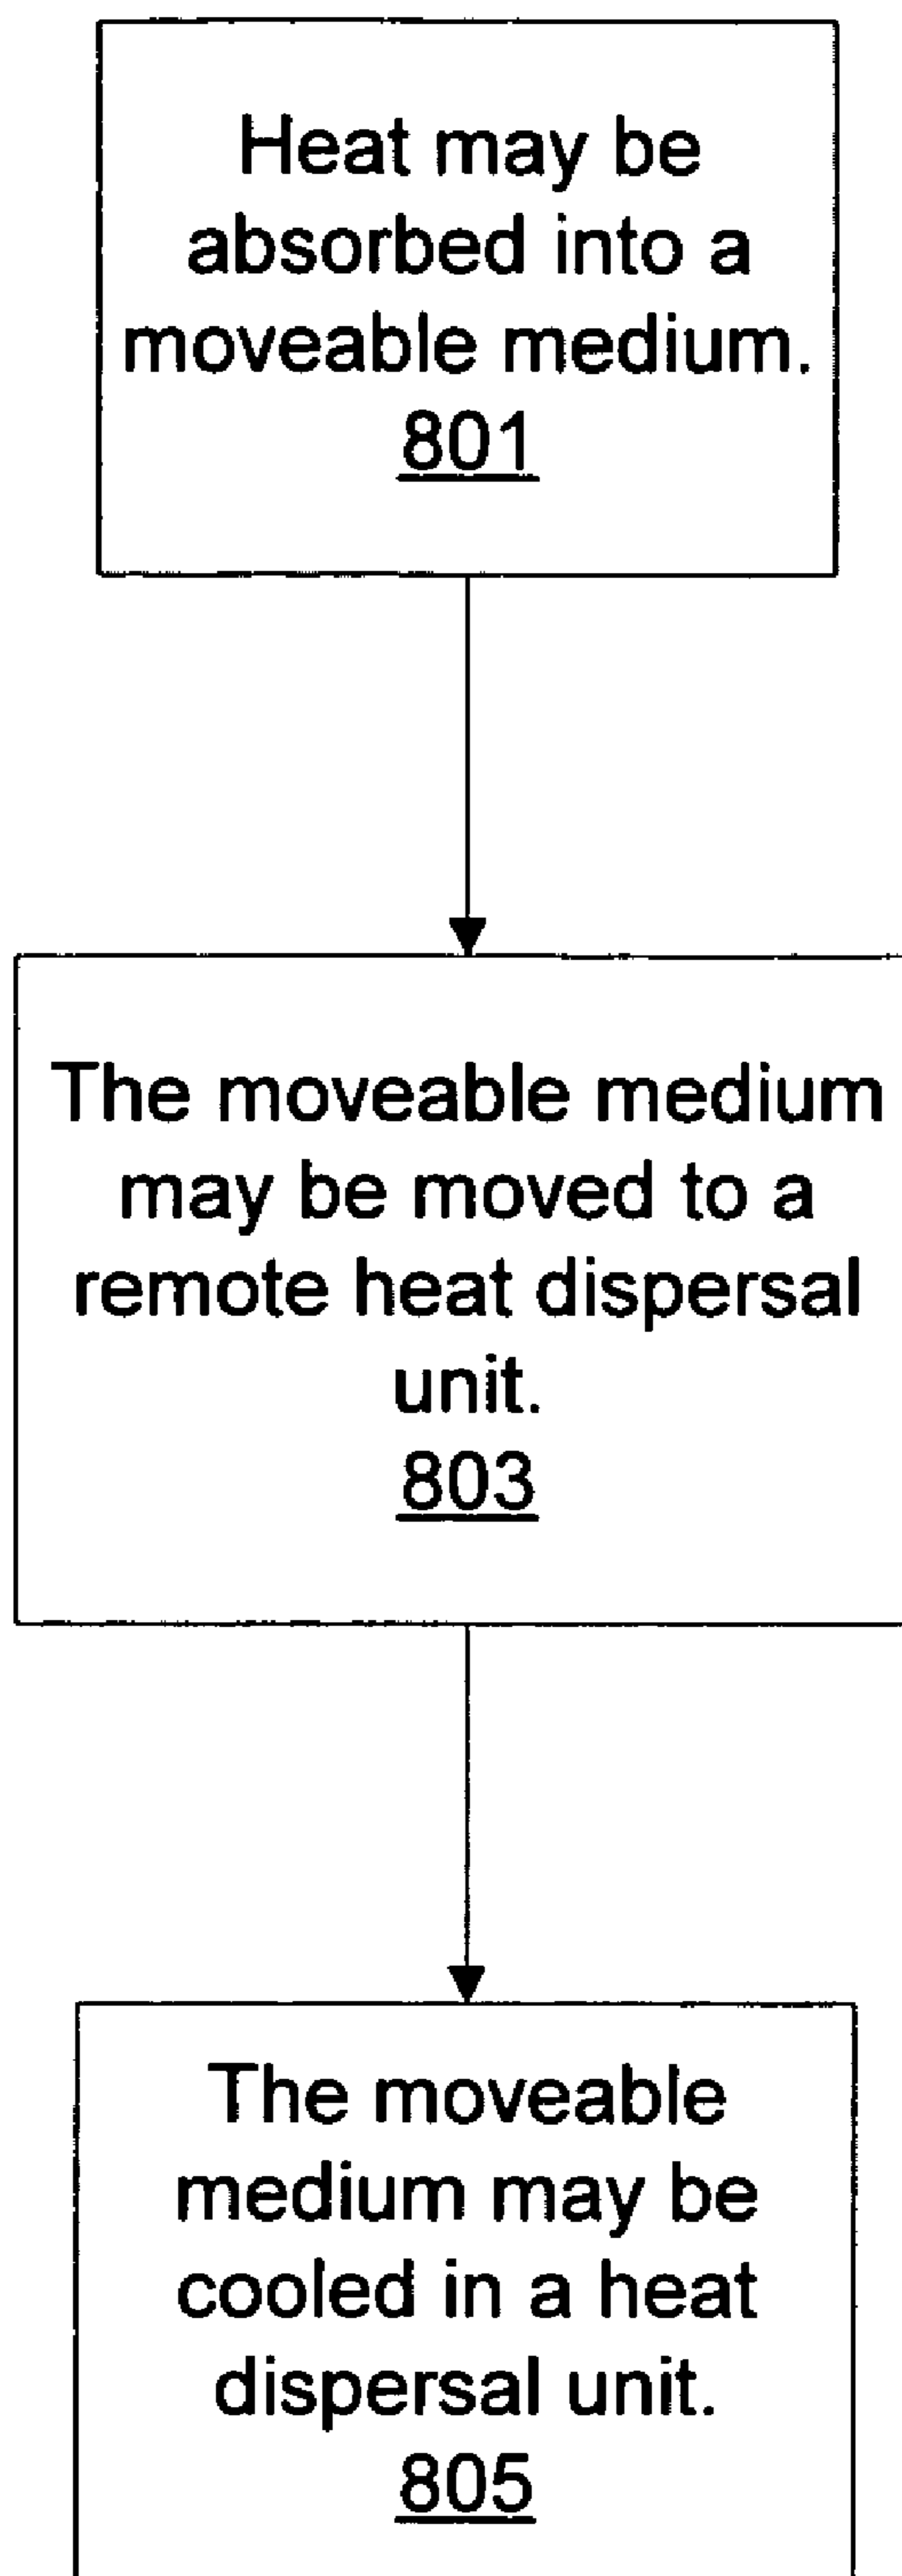 Heat may be
absorbed into a
moveable medium.
801
The moveable medium
may be moved to a
remote heat dispersal
unit.
803
The moveable
medium may be
cooled in a heat
dispersal unit.
805